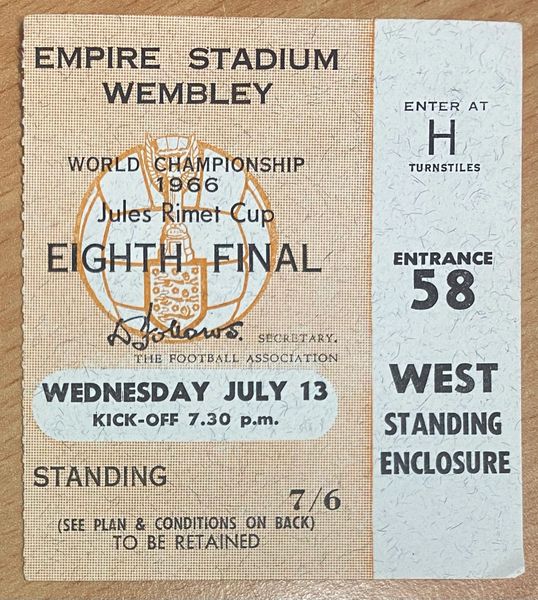 EMPIRE STADIUM
WEMBLEY
WORLD CHAMPIONSHIP
1966
Jules Rimet Cup
EIGHTH FINAL
D Follows. SECRETARY.
THE FOOTBALL ASSOCIATION
WEDNESDAY JULY 13
KICK-OFF 7.30 p.m.
STANDING
7/6
(SEE PLAN & CONDITIONS ON BACK)
TO BE RETAINED
ENTER AT
H
TURNSTILES
ENTRANCE
58
WEST
STANDING
ENCLOSURE